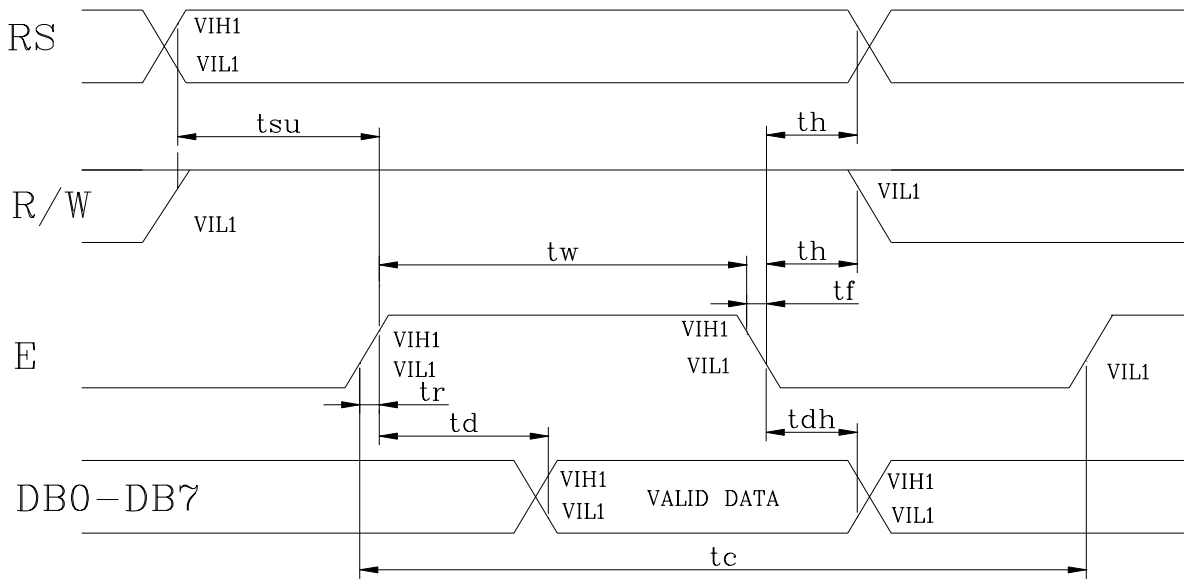 RS
VIH1
VIL1
tsu
th
R/W
VIL1
VIL1
tw
th
tf
E
VIH1
VIL1
VIH1
VIL1
VIL1
tr
td
tdh
DB0-DB7
VIH1
VIL1
VALID DATA
VIH1
VIL1
tc